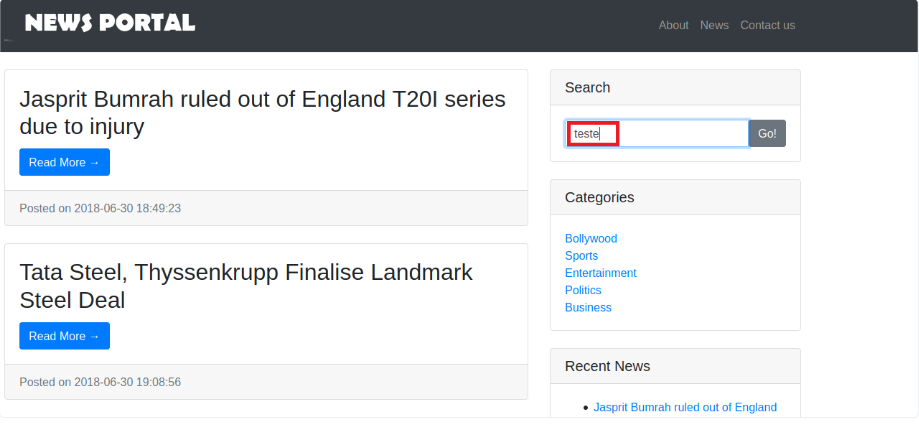 NEWS PORTAL
About News Contact us
Jasprit Bumrah ruled out of England T20I series
due to injury
Read More →
Posted on 2018-06-30 18:49:23
Tata Steel, Thyssenkrupp Finalise Landmark
Steel Deal
Read More →
Posted on 2018-06-30 19:08:56
Search
teste
Go!
Categories
Bollywood
Sports
Entertainment
Politics
Business
Recent News
Jasprit Bumrah ruled out of England